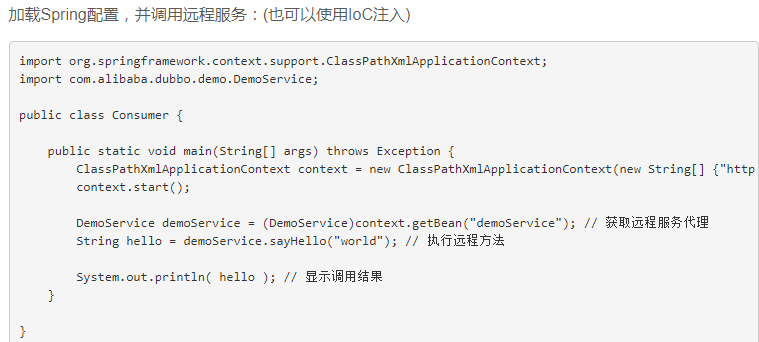 加载Spring配置，并调用远程服务：(也可以使用IoC注入)
import org.springframework.context.support.ClassPathXmlApplicationContext;
import com.alibaba.dubbo.demo.DemoService;
public class Consumer {
    public static void main(String[] args) throws Exception {
        ClassPathXmlApplicationContext context = new ClassPathXmlApplicationContext(new String[] {"http
        context.start();
        DemoService demoService = (DemoService)context.getBean("demoService"); // 获取远程服务代理
        String hello = demoService.sayHello("world"); // 执行远程方法
        System.out.println( hello ); // 显示调用结果
    }
}